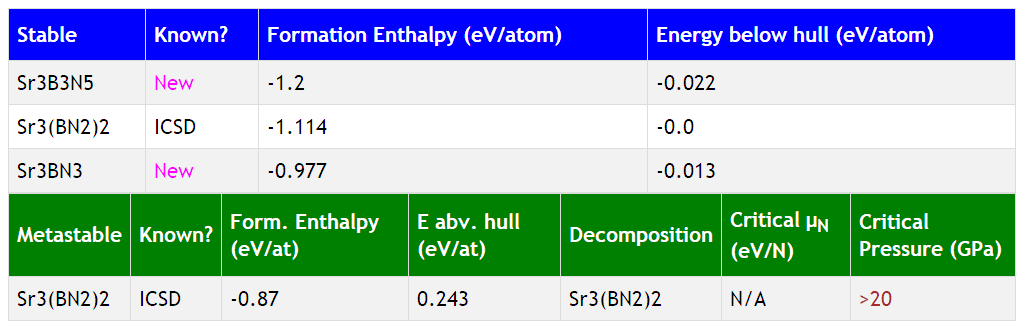 Stable Known? Formation Enthalpy (eV/atom) Energy below hull (eV/atom)
Sr3B3N5 New -1.2 -0.022
Sr3(BN2)2 ICSD -1.114 -0.0
Sr3BN3 New -0.977 -0.013
Metastable Known? Form. Enthalpy (eV/at) E abv. hull (eV/at) Decomposition Critical μN (eV/N) Critical Pressure (GPa)
Sr3(BN2)2 ICSD -0.87 0.243 Sr3(BN2)2 N/A >20